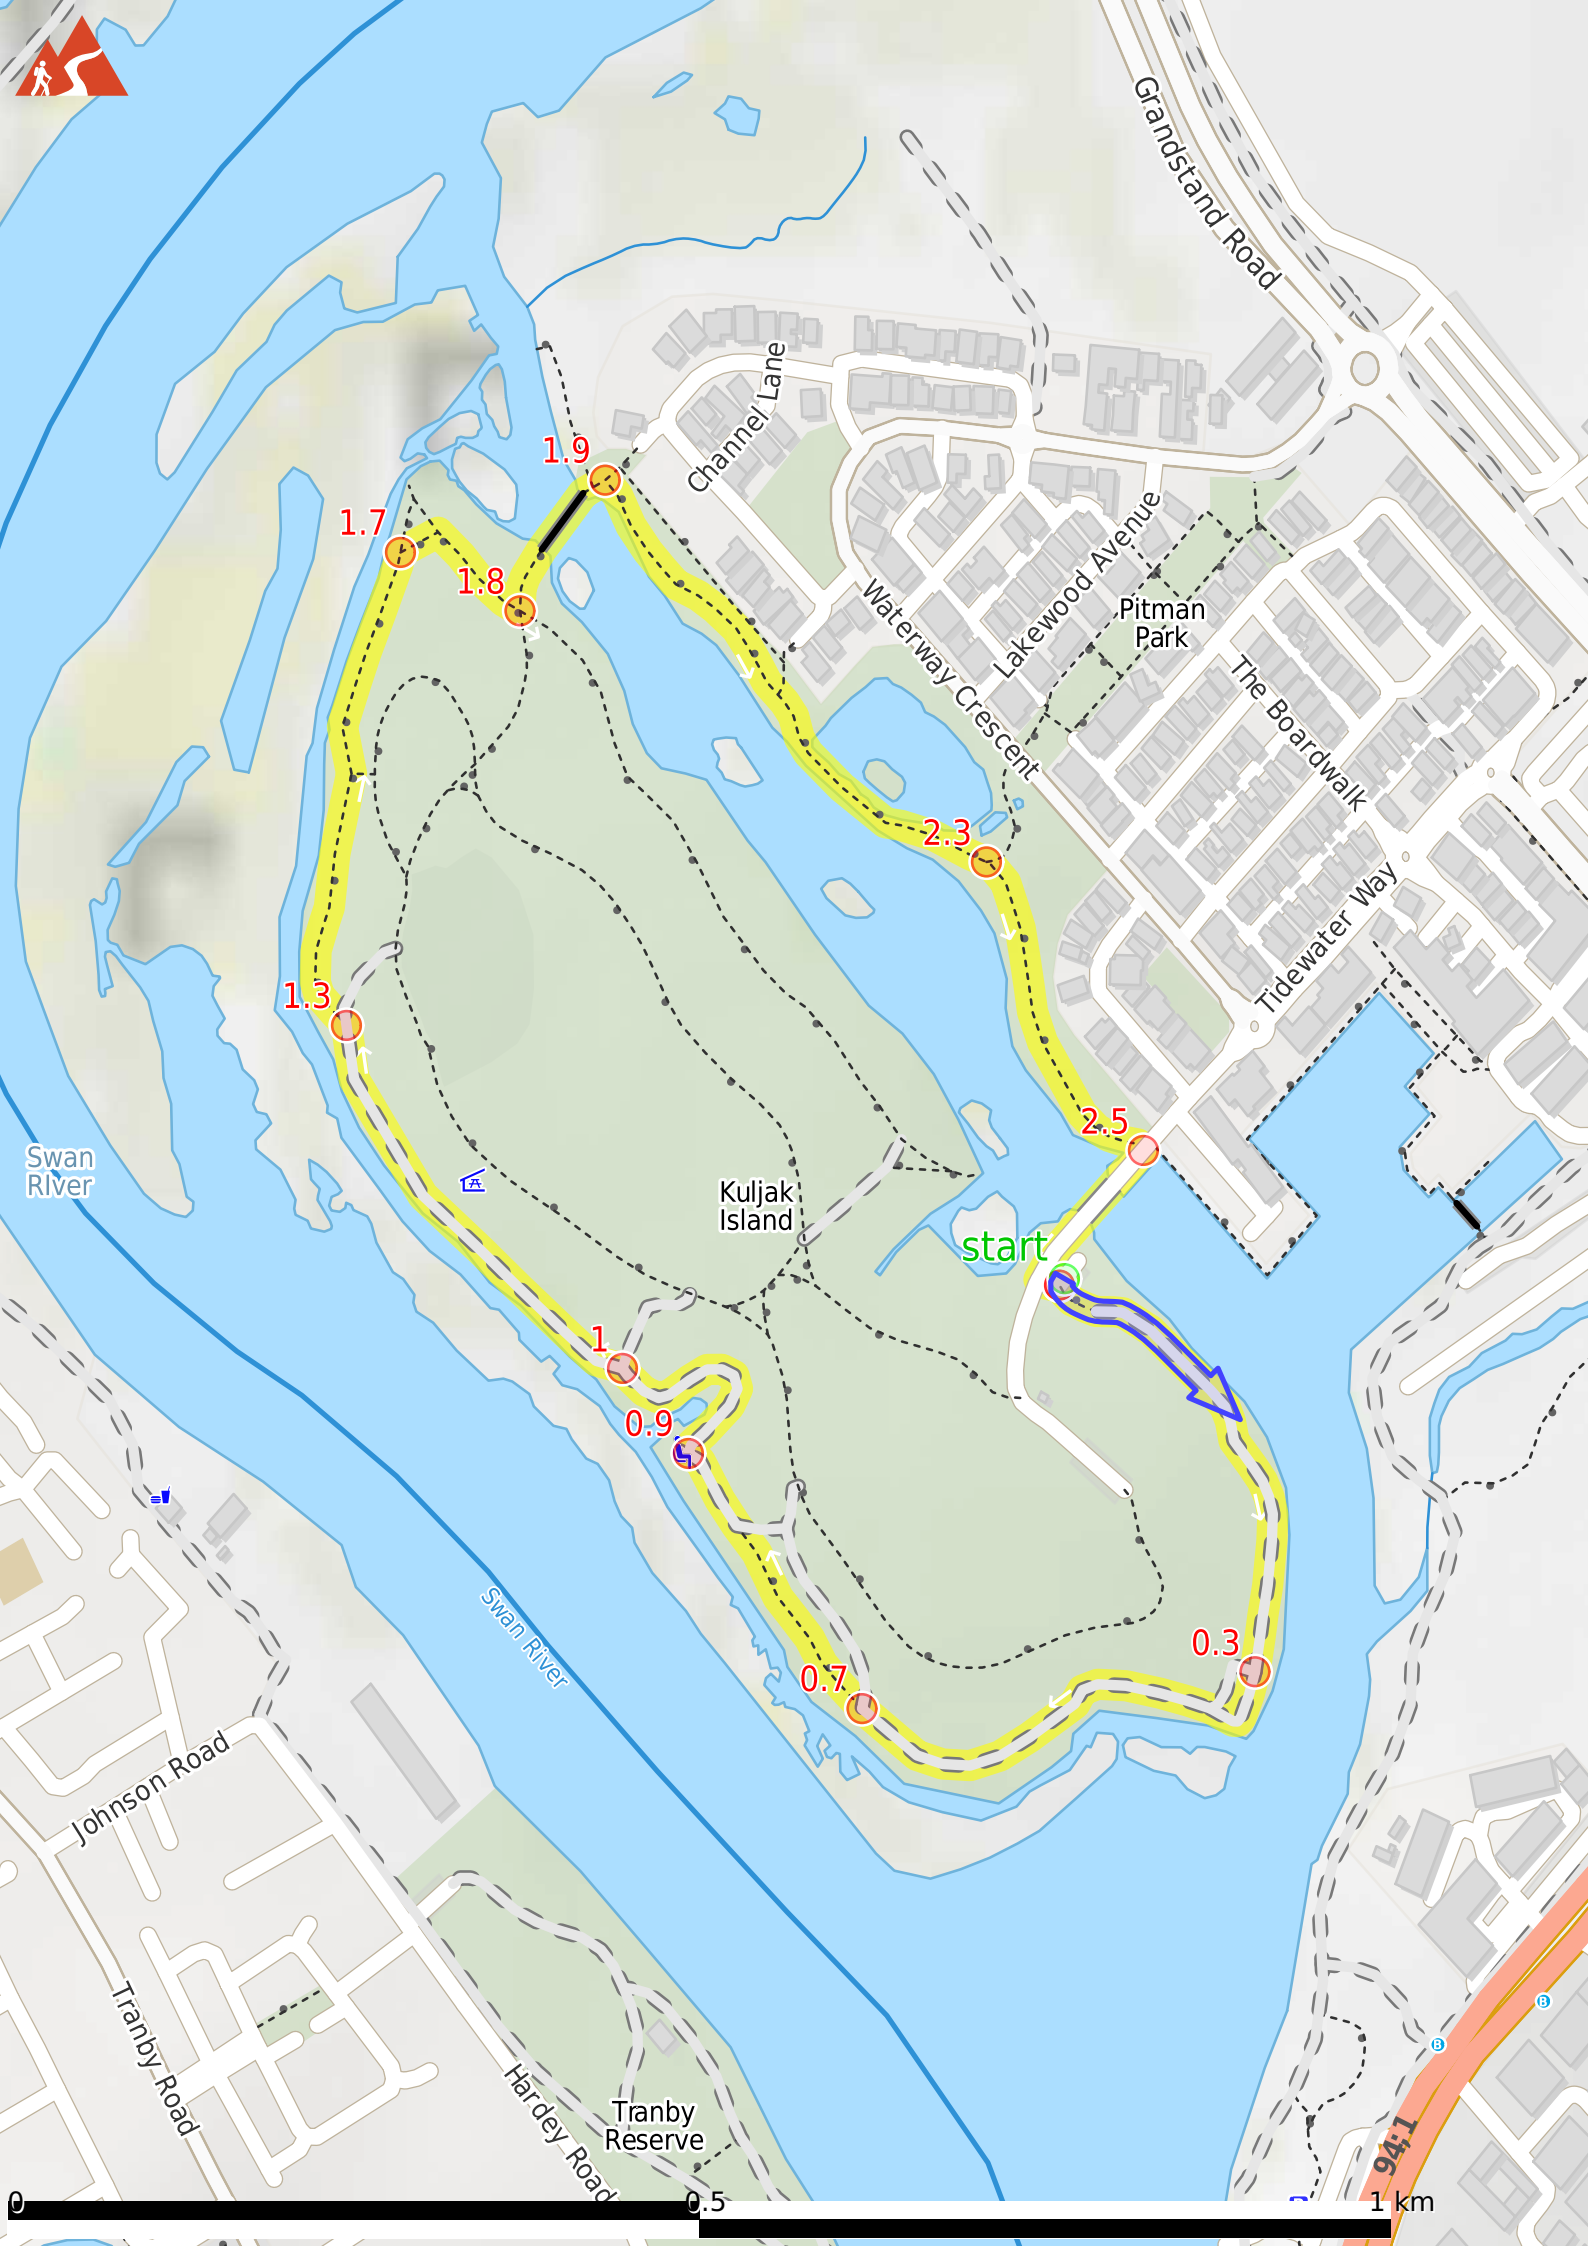 Grandstand Road
Channel Lane
1.9
1.7
1.8
Waterway Crescent
Lakewood Avenue
Pitman
Park
The Boardwalk
2.3
Tidewater Way
1.3
2.5
Swan
RIver
Kuljak
Island
start
1
0.9
Swan River
0.3
0.7
Johnson Road
Tranby Road
Hardey Road
Tranby
Reserve
B
B
94;1
0
0.5
1 km